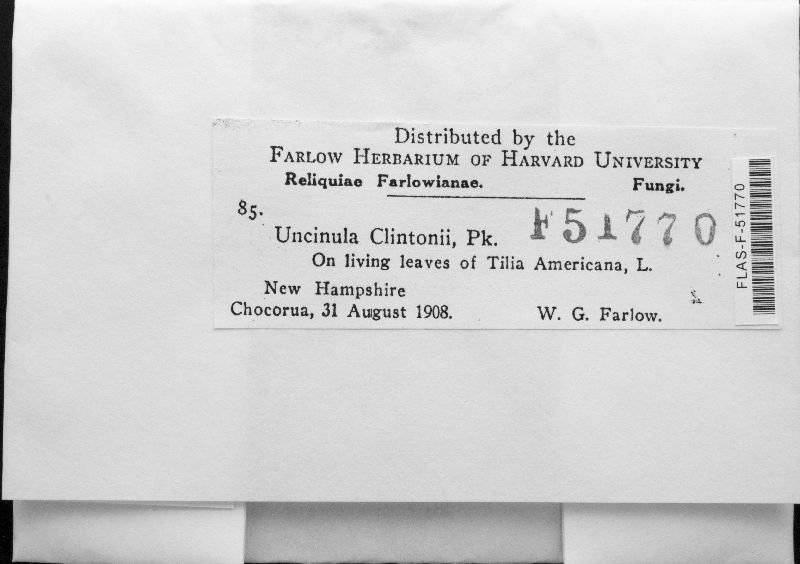 Distributed by the
FARLOW HERBARIUM OF HARVARD UNIVERSITY
Reliquiae Farlowianae. Fungi.
85.
Uncinula Clintonii, Pk. F51770
On living leaves of Tilia Americana, L.
New Hampshire
Chocorua, 31 August 1908. W. G. Farlow.
FLAS-F-51770